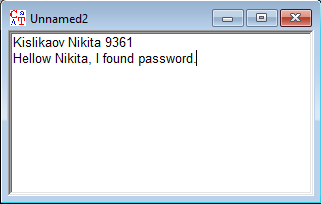 Unnamed2
Kislikaov Nikita 9361
Hellow Nikita, I found password.